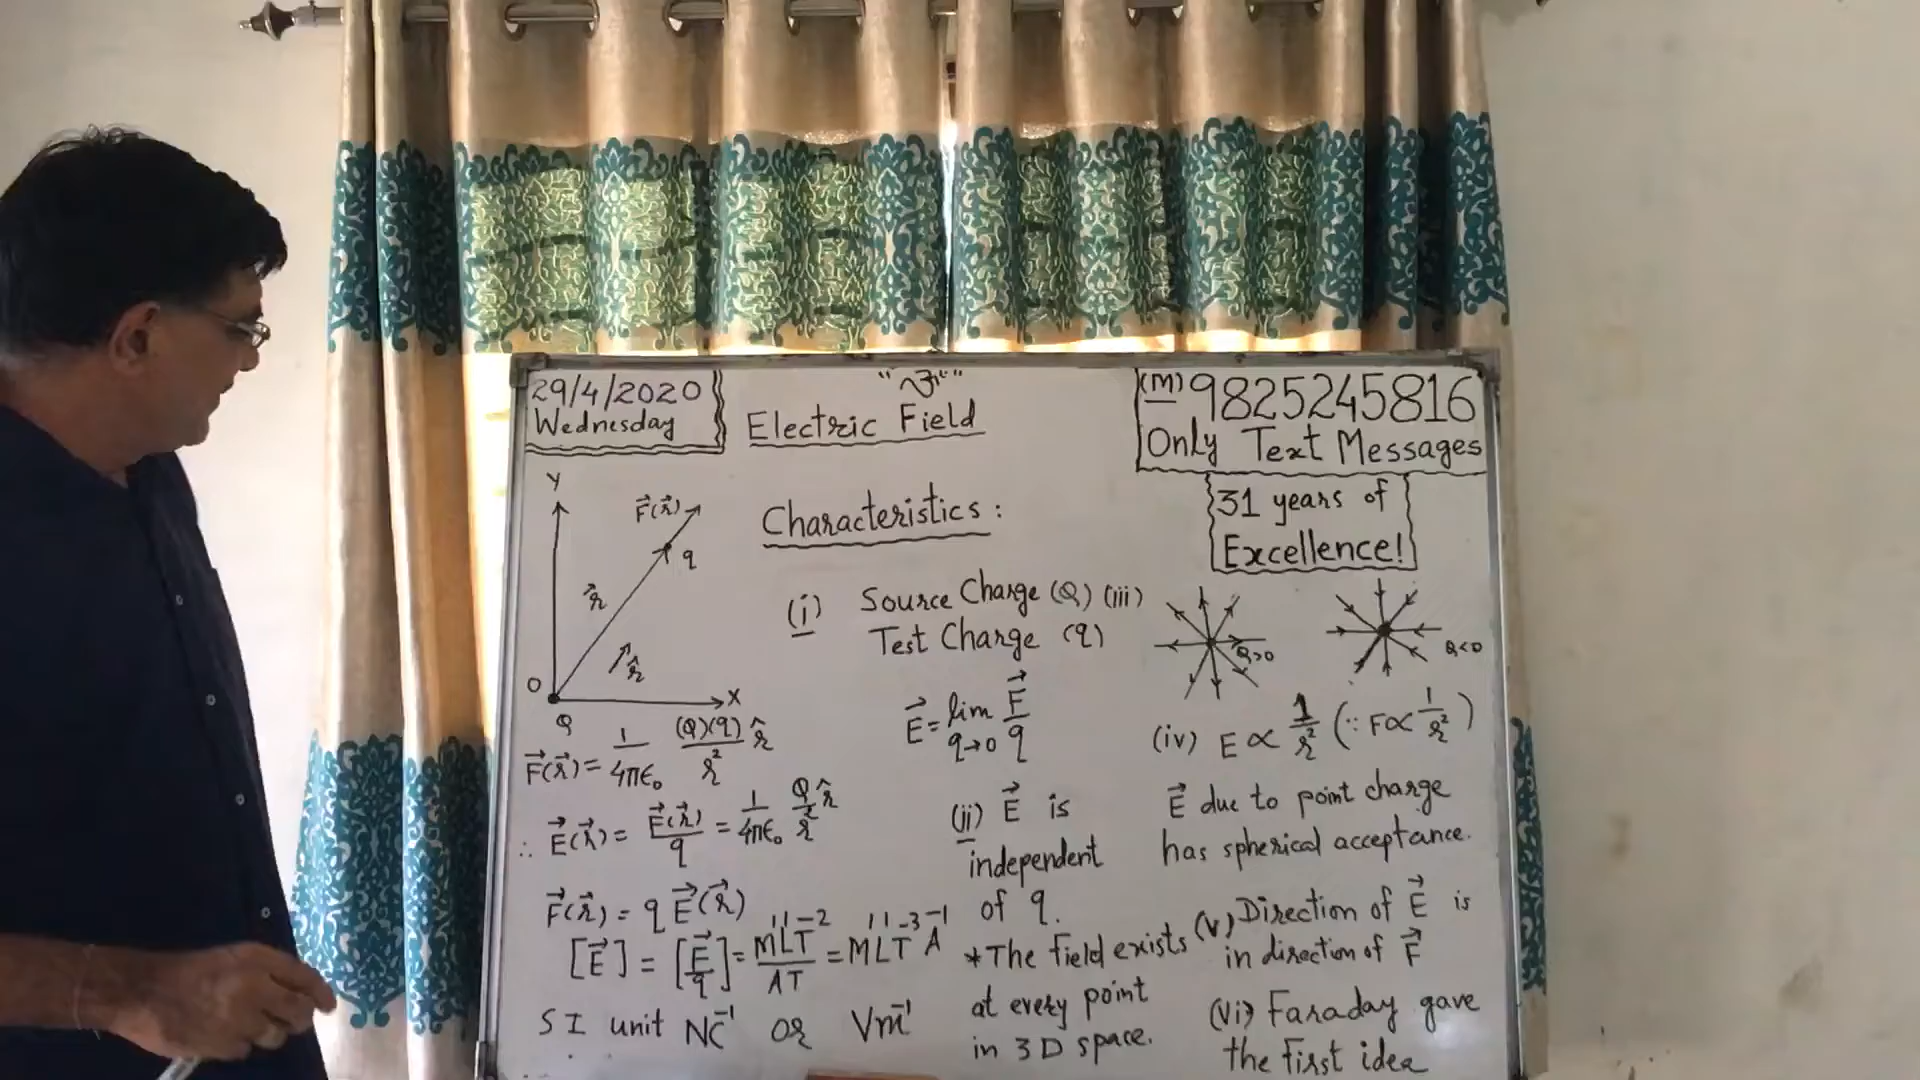 29/4/2020
Wednesday
"ॐ"
Electric Field
(M) 9825245816
Only Text Messages
31 years of
Excellence!
Y
F⃗(r⃗)
q
r⃗
r̂
O
Q
X
F⃗(r⃗) = 1/4πϵ₀ (Q)(q)/r² r̂
∴ E⃗(r⃗) = F⃗(r⃗)/q = 1/4πϵ₀ Q/r² r̂
F⃗(r⃗) = q E⃗(r⃗)
[E⃗] = [F⃗/q] = M¹L¹T⁻²/AT = M¹L¹T⁻³A⁻¹
SI unit NC⁻¹ or Vm⁻¹
Characteristics :
(i) Source Charge (Q)
Test Charge (q)
E⃗ = lim q→0 F⃗/q
(ii) E⃗ is
independent
of q.
*The field exists
at every point
in 3D space.
(iii)
Q>0
Q<0
(iv) E ∝ 1/r² (∵ F ∝ 1/r²)
E⃗ due to point charge
has spherical acceptance.
(v) Direction of E⃗ is
in direction of F⃗
(vi) Faraday gave
the first idea